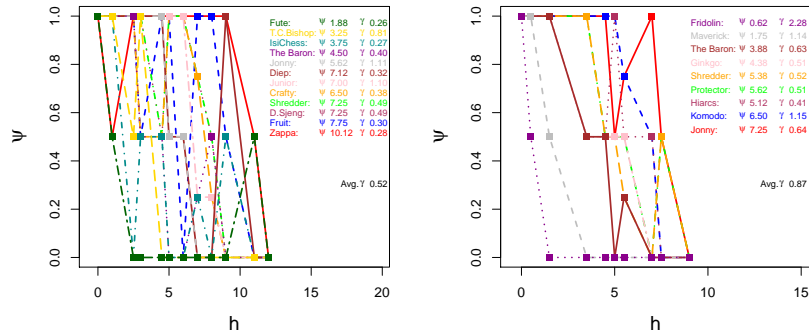 Fute: Ψ 1.88 γ 0.26
T.C.Bishop: Ψ 3.25 γ 0.81
IsiChess: Ψ 3.75 γ 0.27
The Baron: Ψ 4.50 γ 0.40
Jonny: Ψ 5.62 γ 1.11
Diep: Ψ 7.12 γ 0.32
Junior: Ψ 7.00 γ 1.10
Crafty: Ψ 6.50 γ 0.38
Shredder: Ψ 7.25 γ 0.49
D.Sjeng: Ψ 7.25 γ 0.49
Fruit: Ψ 7.75 γ 0.30
Zappa: Ψ 10.12 γ 0.28
Avg. γ 0.52
Ψ
0.0 0.2 0.4 0.6 0.8 1.0
0 5 10 15 20
h
Fridolin: Ψ 0.62 γ 2.28
Maverick: Ψ 1.75 γ 1.14
The Baron: Ψ 3.88 γ 0.63
Ginkgo: Ψ 4.38 γ 0.51
Shredder: Ψ 5.38 γ 0.52
Protector: Ψ 5.62 γ 0.51
Hiarcs: Ψ 5.12 γ 0.41
Komodo: Ψ 6.50 γ 1.15
Jonny: Ψ 7.25 γ 0.64
Avg. γ 0.87
Ψ
0.0 0.2 0.4 0.6 0.8 1.0
0 5 10 15
h